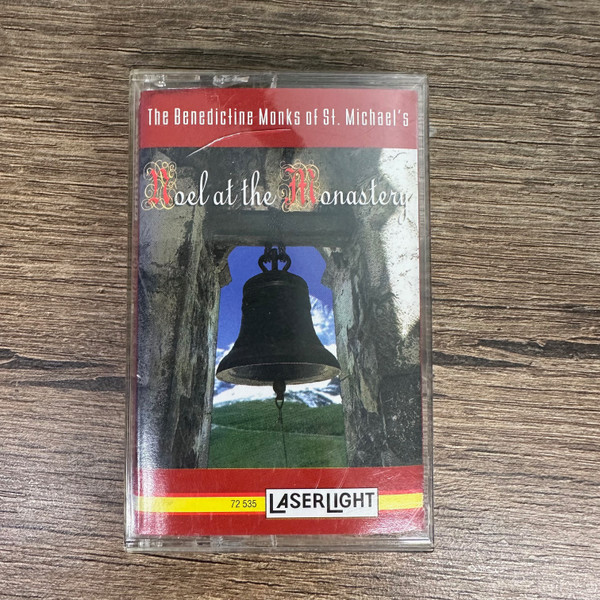 The Benedictine Monks of St. Michael's
Noel at the Monastery
72 535 LASERLIGHT